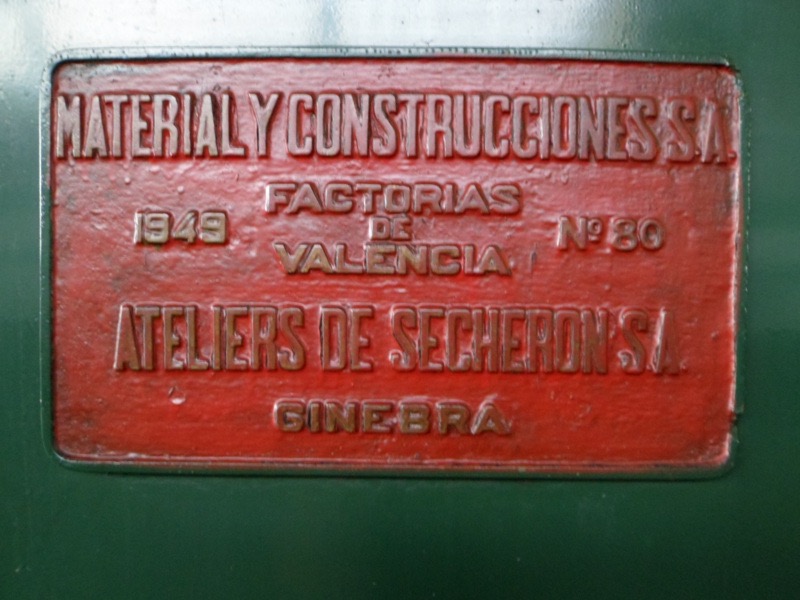 MATERIAL Y CONSTRUCCIONES S.A.
FACTORIAS
1949 DE Nº 80
VALENCIA
ATELIERS DE SECHERON S.A.
GINEBRA